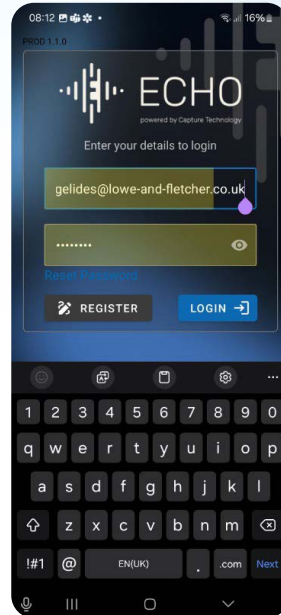 08:12 16%
PROD 1.1.0
ECHO
powered by Capture Technology
Enter your details to login
gelides@lowe-and-fletcher.co.uk
••••••••
Reset Password
REGISTER LOGIN
1 2 3 4 5 6 7 8 9 0
q w e r t y u i o p
a s d f g h j k l
z x c v b n m
!#1 @ EN(UK) . .com Next